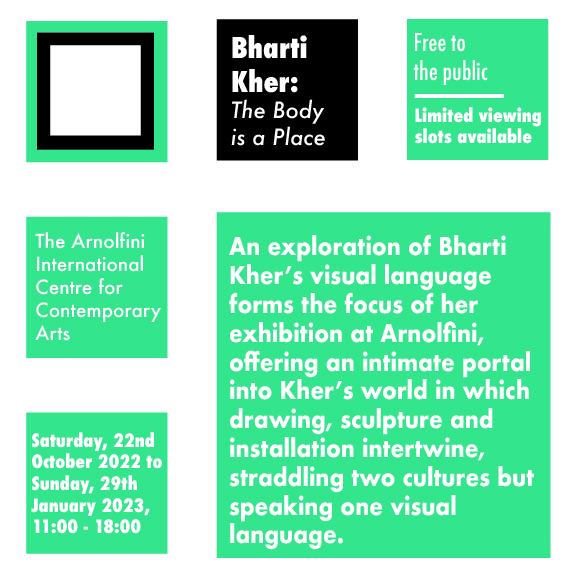 Bharti
Kher:
The Body
is a Place
Free to
the public
Limited viewing
slots available
The Arnolfini
International
Centre for
Contemporary
Arts
An exploration of Bharti
Kher’s visual language
forms the focus of her
exhibition at Arnolfini,
offering an intimate portal
into Kher’s world in which
drawing, sculpture and
installation intertwine,
straddling two cultures but
speaking one visual
language.
Saturday, 22nd
October 2022 to
Sunday, 29th
January 2023,
11:00 - 18:00